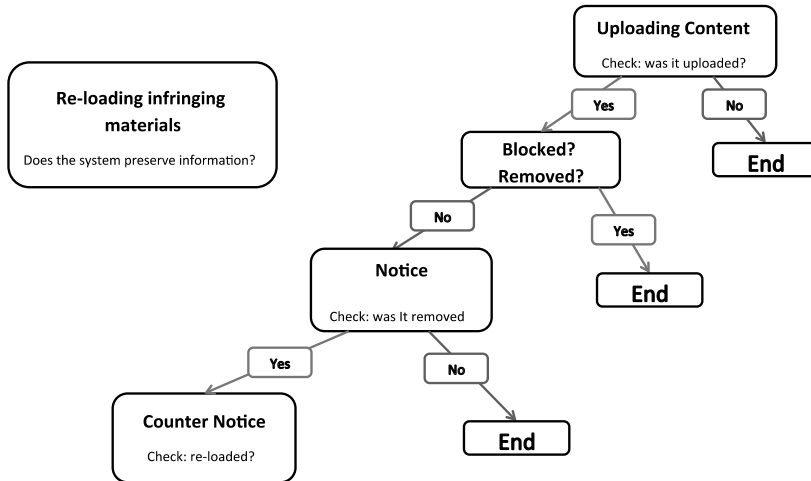 Uploading Content
Check: was it uploaded?
Re-loading infringing
materials
Does the system preserve information?
Yes
No
Blocked?
Removed?
End
No
Yes
Notice
Check: was It removed
End
Yes
No
Counter Notice
Check: re-loaded?
End